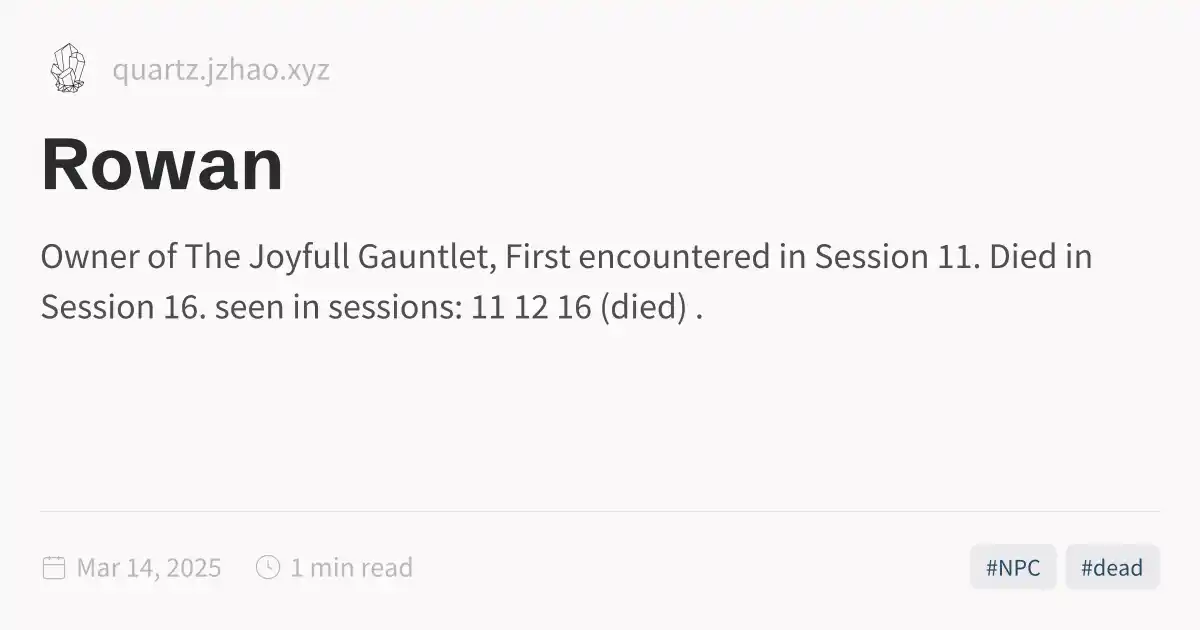 quartz.jzhao.xyz
Rowan
Owner of The Joyfull Gauntlet, First encountered in Session 11. Died in
Session 16. seen in sessions: 11 12 16 (died) .
Mar 14, 2025 1 min read #NPC #dead